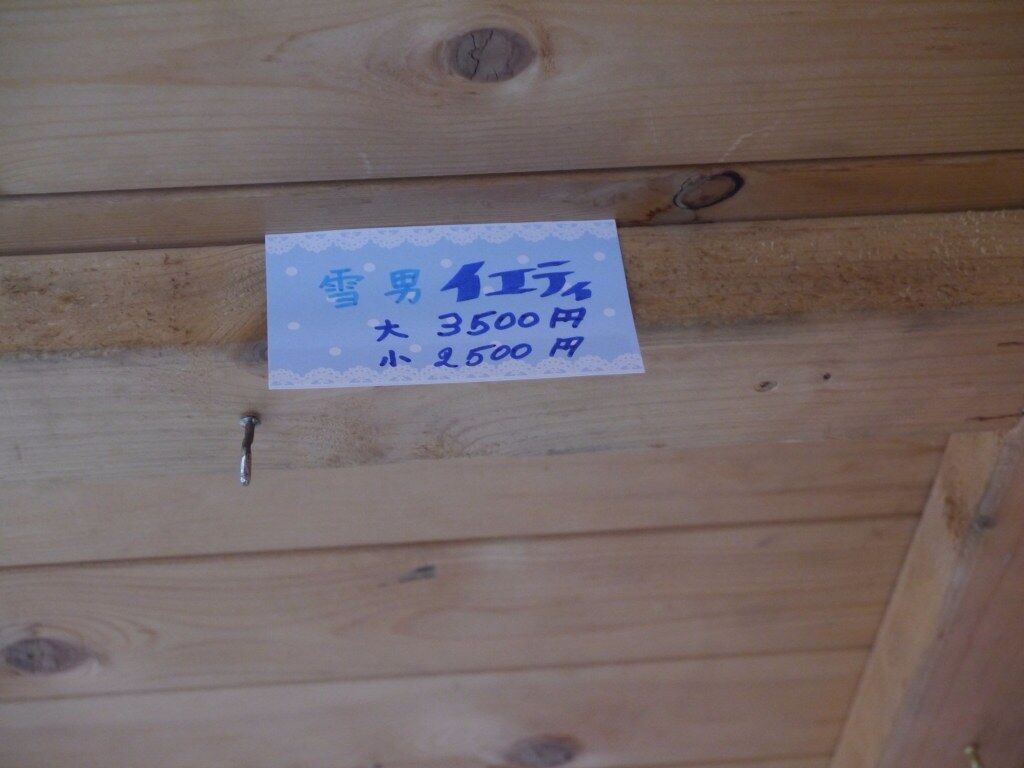 雪男 イエティ
大 3500円
小 2500円